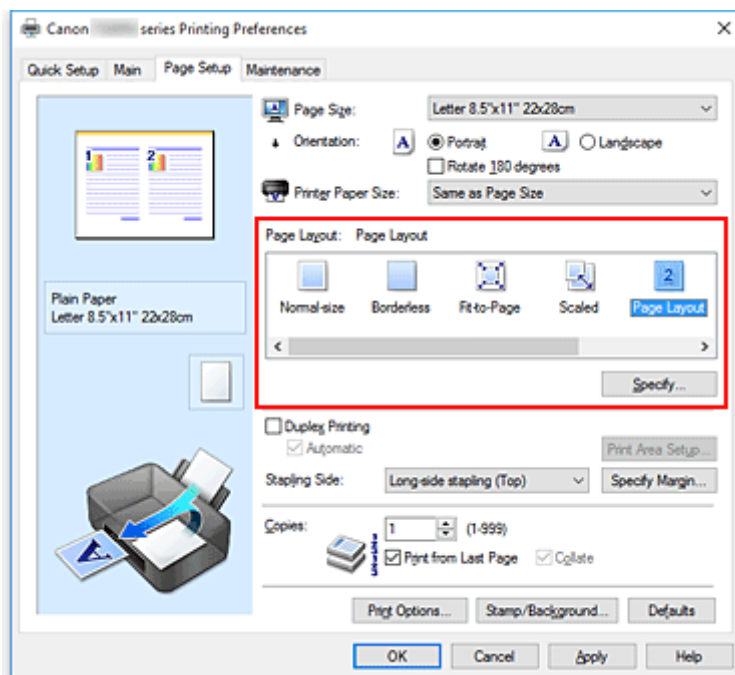 Canon series Printing Preferences
Quick Setup Main Page Setup Maintenance
1 2
Page Size: Letter 8.5"x11" 22x28cm
Orientation: A Portrait A Landscape
Rotate 180 degrees
Printer Paper Size: Same as Page Size
Page Layout: Page Layout
2
Normal-size Borderless Fit-to-Page Scaled Page Layout
Specify...
Plain Paper
Letter 8.5"x11" 22x28cm
Duplex Printing
Automatic Print Area Setup...
Stapling Side: Long-side stapling (Top) Specify Margin...
Copies: 1 (1-999)
Print from Last Page Collate
A
Print Options... Stamp/Background... Defaults
OK Cancel Apply Help